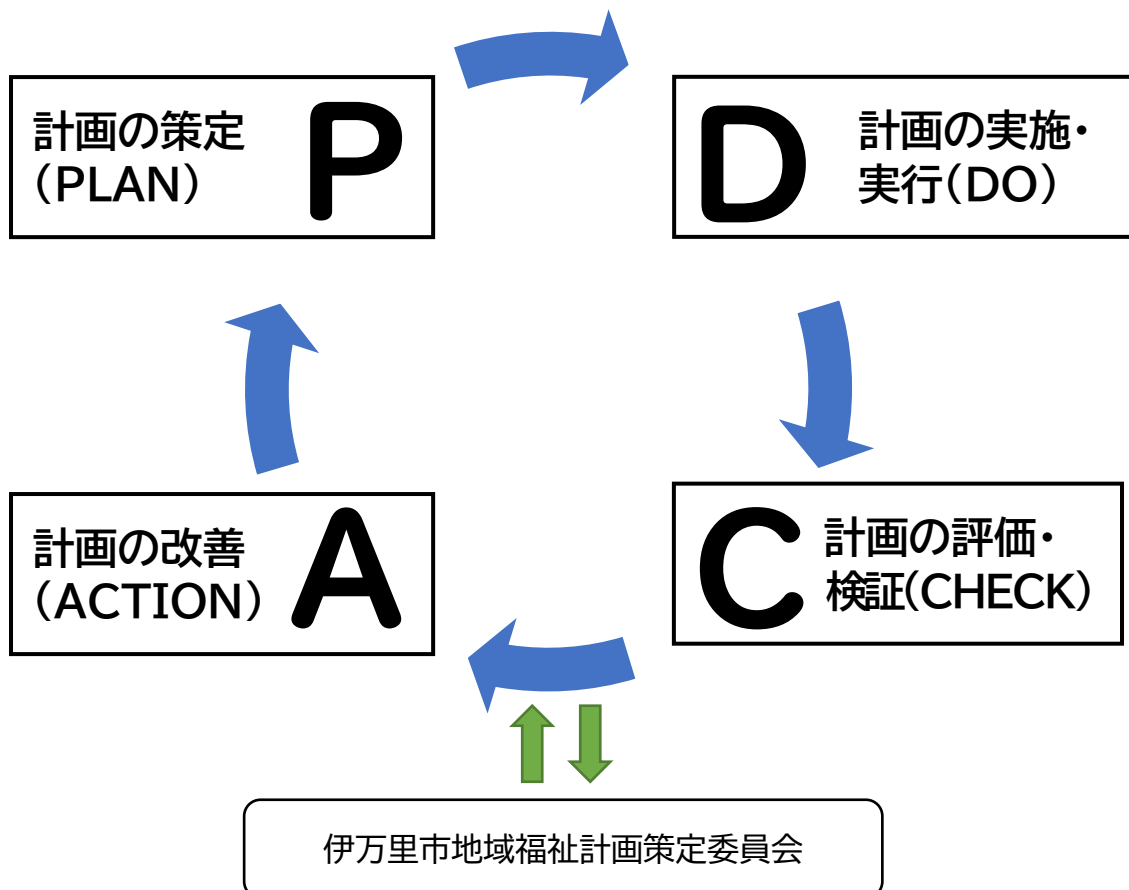 計画の策定
(PLAN)
P
D
計画の実施・
実行(DO)
計画の改善
(ACTION)
A
C
計画の評価・
検証(CHECK)
伊万里市地域福祉計画策定委員会